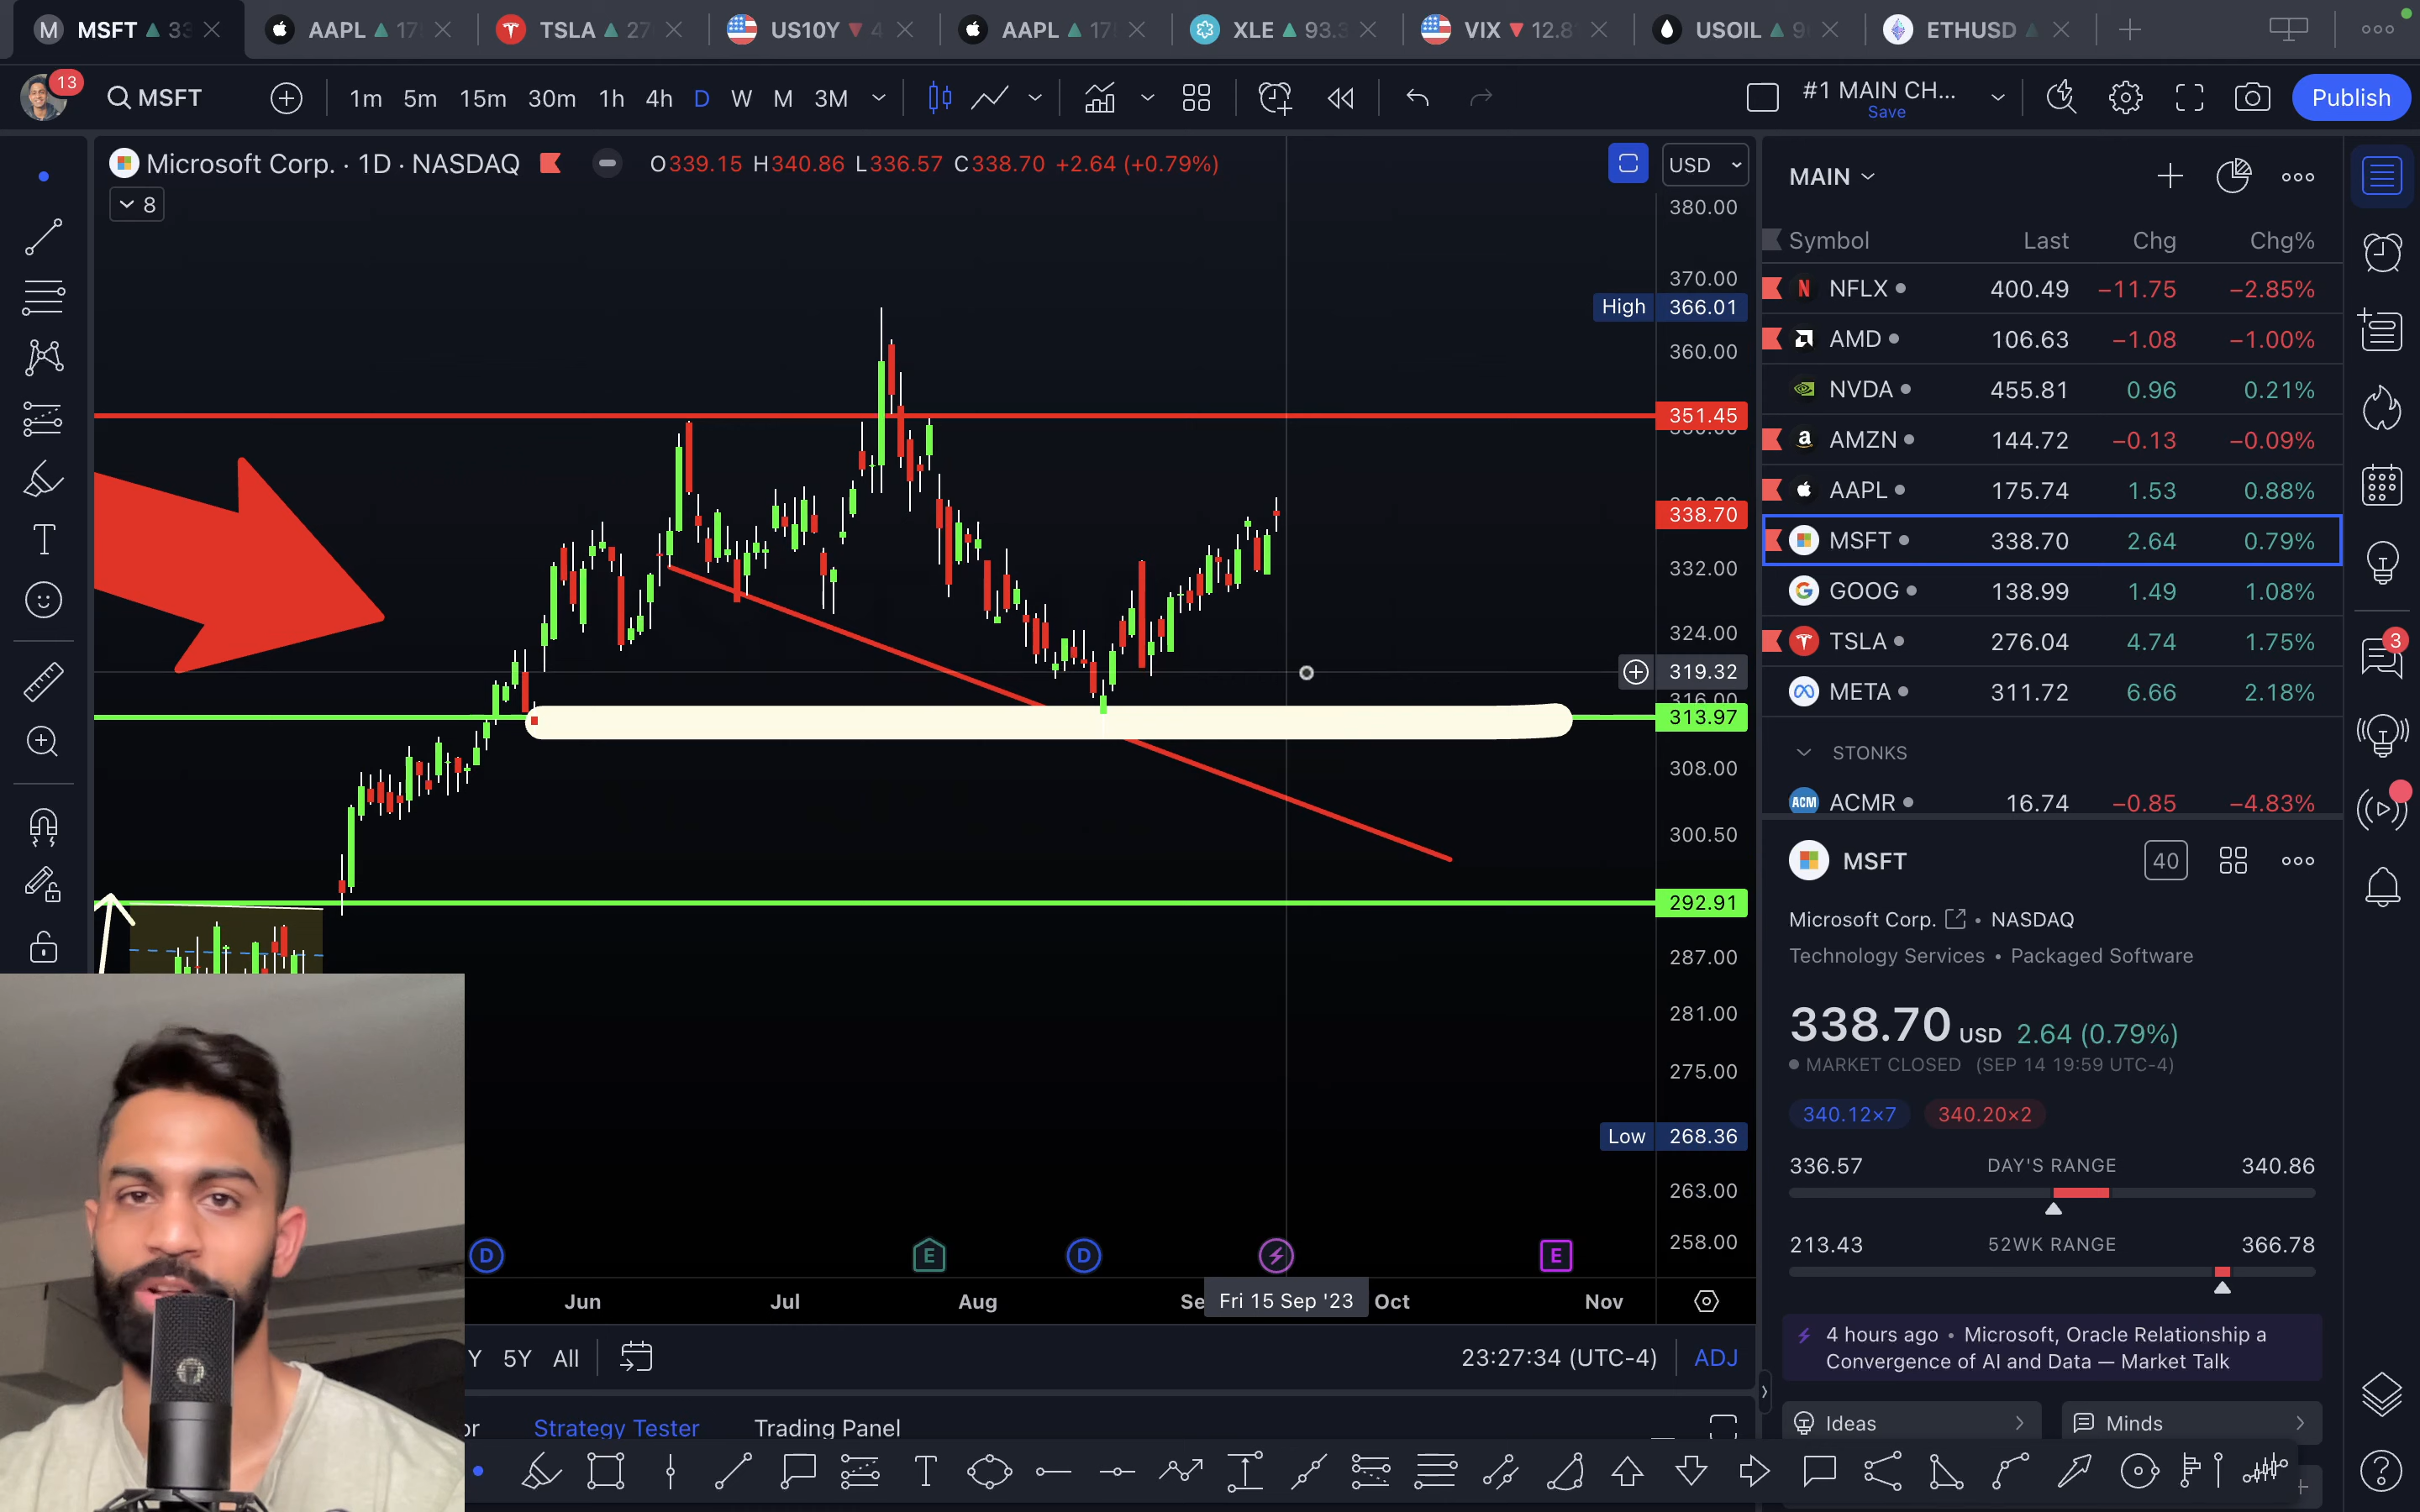 M MSFT 33
AAPL 17
TSLA 27
US10Y 4
AAPL 17
XLE 93.3
VIX 12.8
USOIL 9
ETHUSD
13
MSFT
1m 5m 15m 30m 1h 4h D W M 3M
#1 MAIN CH...
Save
Publish
Microsoft Corp. · 1D · NASDAQ
O339.15 H340.86 L336.57 C338.70 +2.64 (+0.79%)
USD
8
380.00
370.00
High 366.01
360.00
351.45
338.70
332.00
324.00
319.32
316.00
313.97
308.00
300.50
292.91
287.00
281.00
275.00
Low 268.36
263.00
258.00
D E D E
Jun Jul Aug Se Fri 15 Sep '23 Oct Nov
Y 5Y All
23:27:34 (UTC-4) ADJ
or Strategy Tester Trading Panel
MAIN
Symbol Last Chg Chg%
NFLX 400.49 −11.75 −2.85%
AMD 106.63 −1.08 −1.00%
NVDA 455.81 0.96 0.21%
AMZN 144.72 −0.13 −0.09%
AAPL 175.74 1.53 0.88%
MSFT 338.70 2.64 0.79%
GOOG 138.99 1.49 1.08%
TSLA 276.04 4.74 1.75%
META 311.72 6.66 2.18%
STONKS
ACM ACMR 16.74 −0.85 −4.83%
MSFT
40
Microsoft Corp. • NASDAQ
Technology Services • Packaged Software
338.70 USD 2.64 (0.79%)
MARKET CLOSED (SEP 14 19:59 UTC-4)
340.12×7 340.20×2
336.57 DAY'S RANGE 340.86
213.43 52WK RANGE 366.78
4 hours ago • Microsoft, Oracle Relationship a
Convergence of AI and Data — Market Talk
Ideas
Minds
3